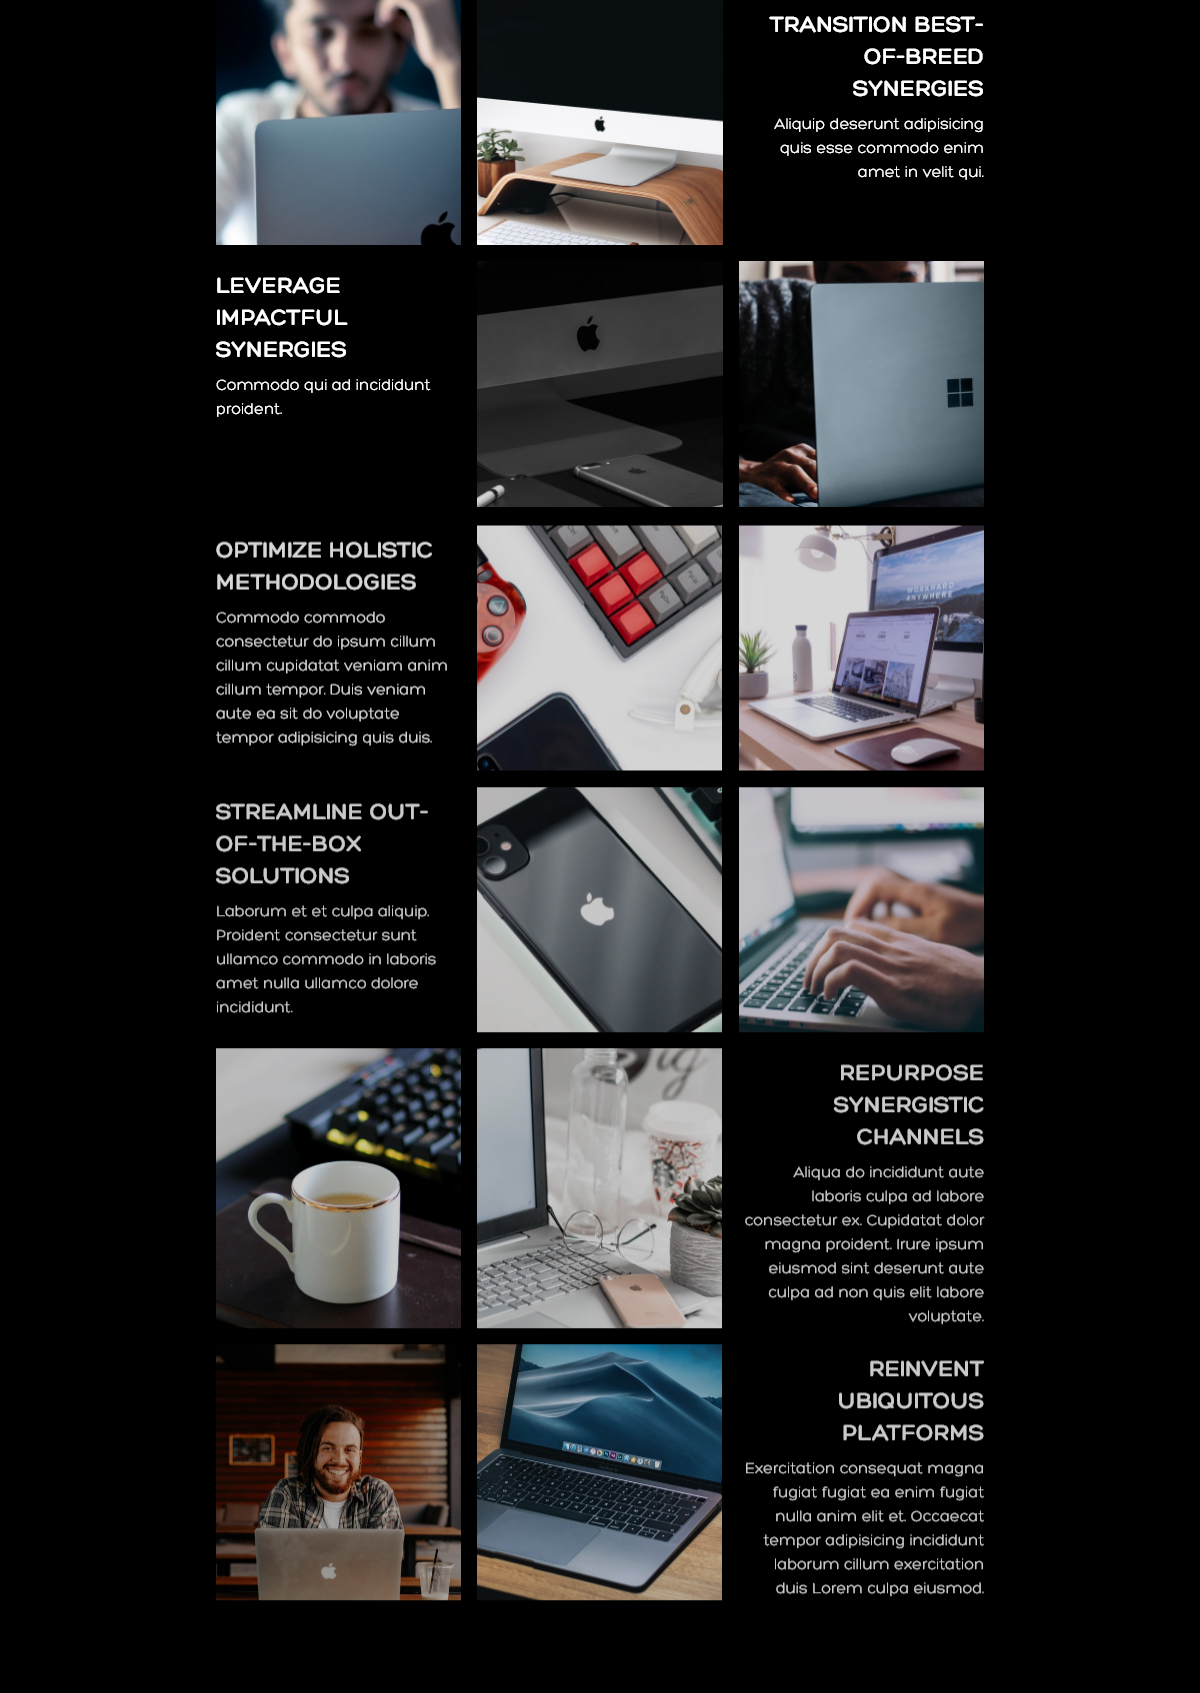 TRANSITION BEST-
OF-BREED
SYNERGIES
Aliquip deserunt adipisicing
quis esse commodo enim
amet in velit qui.
LEVERAGE
IMPACTFUL
SYNERGIES
Commodo qui ad incididunt
proident.
OPTIMIZE HOLISTIC
METHODOLOGIES
Commodo commodo
consectetur do ipsum cillum
cillum cupidatat veniam anim
cillum tempor. Duis veniam
aute ea sit do voluptate
tempor adipisicing quis duis.
WORKHARD
ANYWHERE
STREAMLINE OUT-
OF-THE-BOX
SOLUTIONS
Laborum et et culpa aliquip.
Proident consectetur sunt
ullamco commodo in laboris
amet nulla ullamco dolore
incididunt.
REPURPOSE
SYNERGISTIC
CHANNELS
Aliqua do incididunt aute
laboris culpa ad labore
consectetur ex. Cupidatat dolor
magna proident. Irure ipsum
eiusmod sint deserunt aute
culpa ad non quis elit labore
voluptate.
REINVENT
UBIQUITOUS
PLATFORMS
Exercitation consequat magna
fugiat fugiat ea enim fugiat
nulla anim elit et. Occaecat
tempor adipisicing incididunt
laborum cillum exercitation
duis Lorem culpa eiusmod.